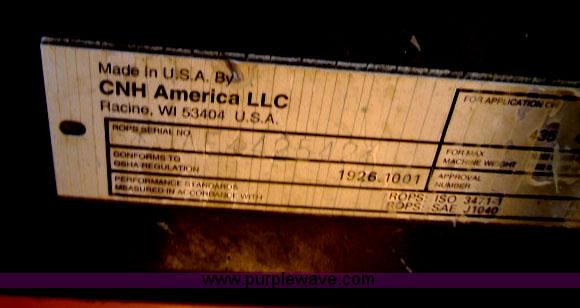 Made in U.S.A. By
CNH America LLC
Racine, WI 53404 U.S.A.
FOR APPLICATION ON
ROPS SERIAL NO.
436
CONFORMS TO
OSHA REGULATION
1926.1001
FOR MAX
MACHINE WEIGHT
PERFORMANCE STANDARDS
MEASURED IN ACCORDANCE WITH
APPROVAL
NUMBER
ROPS: ISO 3471-1
ROPS: SAE J1040
www.purplewave.com